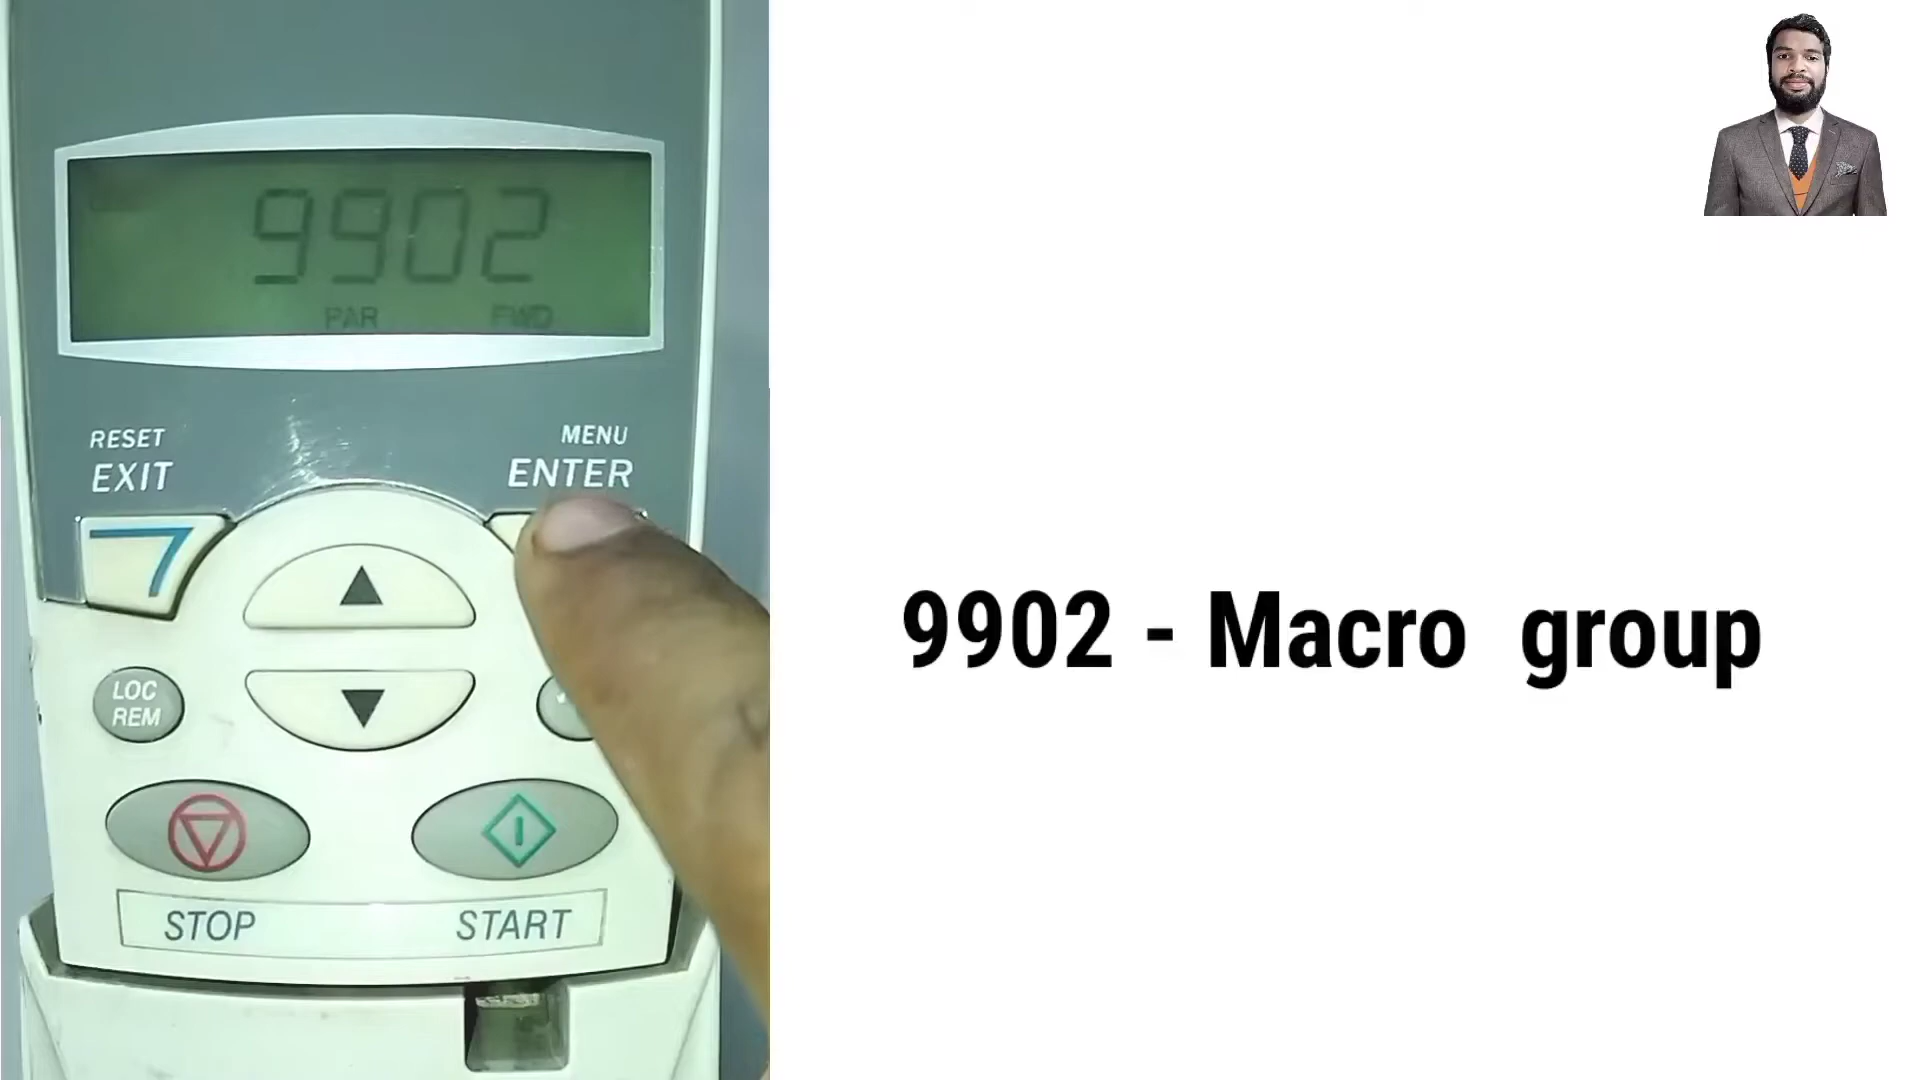 9902
PAR FWD
RESET
EXIT
MENU
ENTER
LOC
REM
STOP
START
9902 - Macro group